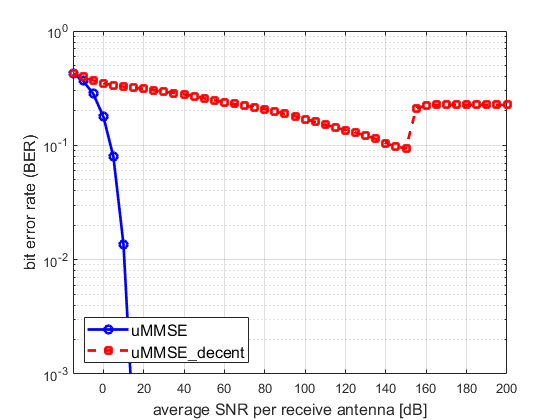 10^0
10^-1
10^-2
10^-3
bit error rate (BER)
uMMSE
uMMSE_decent
0 20 40 60 80 100 120 140 160 180 200
average SNR per receive antenna [dB]